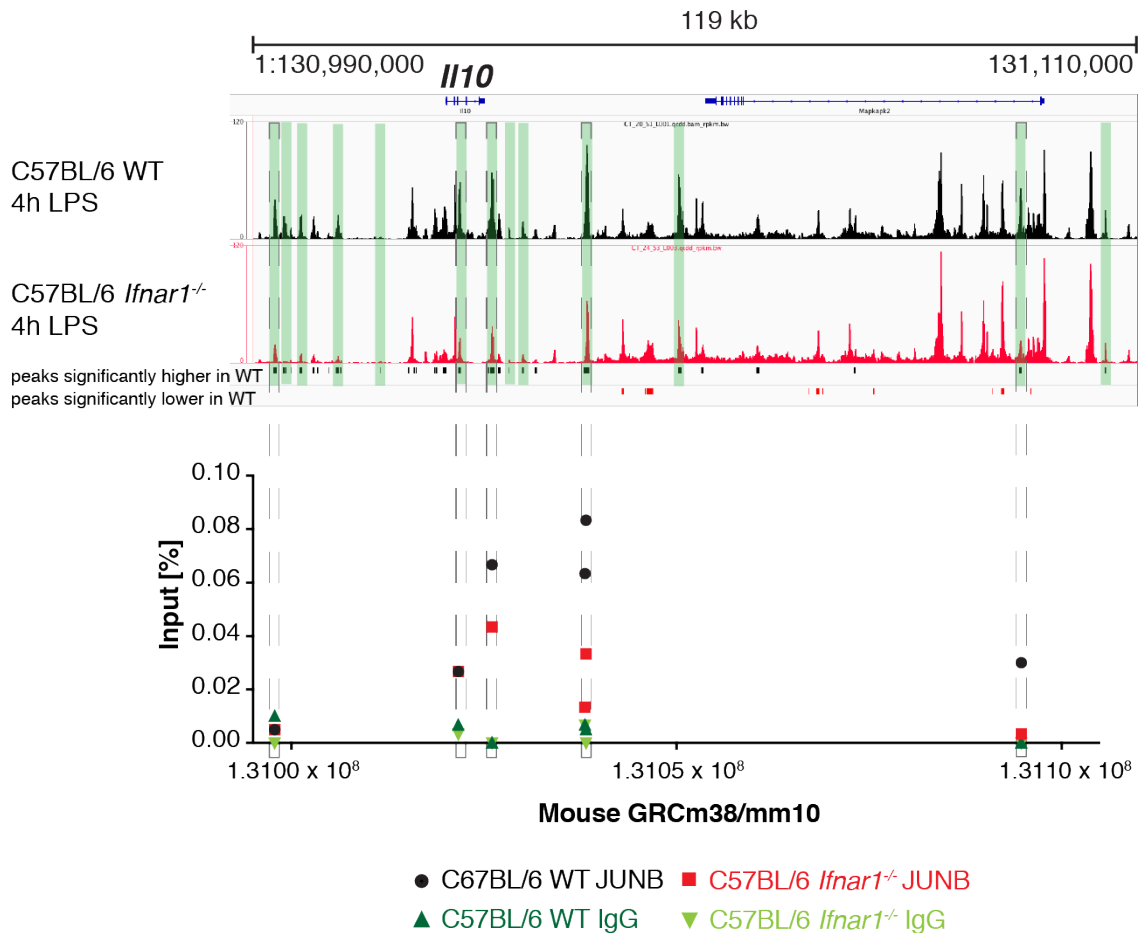 119 kb
1:130,990,000
131,110,000
Il10
Il10
Mapkapk2
120
C57BL/6 WT
4h LPS
0
120
C57BL/6 Ifnar1-/-
4h LPS
0
peaks significantly higher in WT
peaks significantly lower in WT
0.10
0.08
0.06
0.04
0.02
0.00
Input [%]
1.3100 x 10⁸
1.3105 x 10⁸
1.3110 x 10⁸
Mouse GRCm38/mm10
C67BL/6 WT JUNB
C57BL/6 Ifnar1-/- JUNB
C57BL/6 WT IgG
C57BL/6 Ifnar1-/- IgG